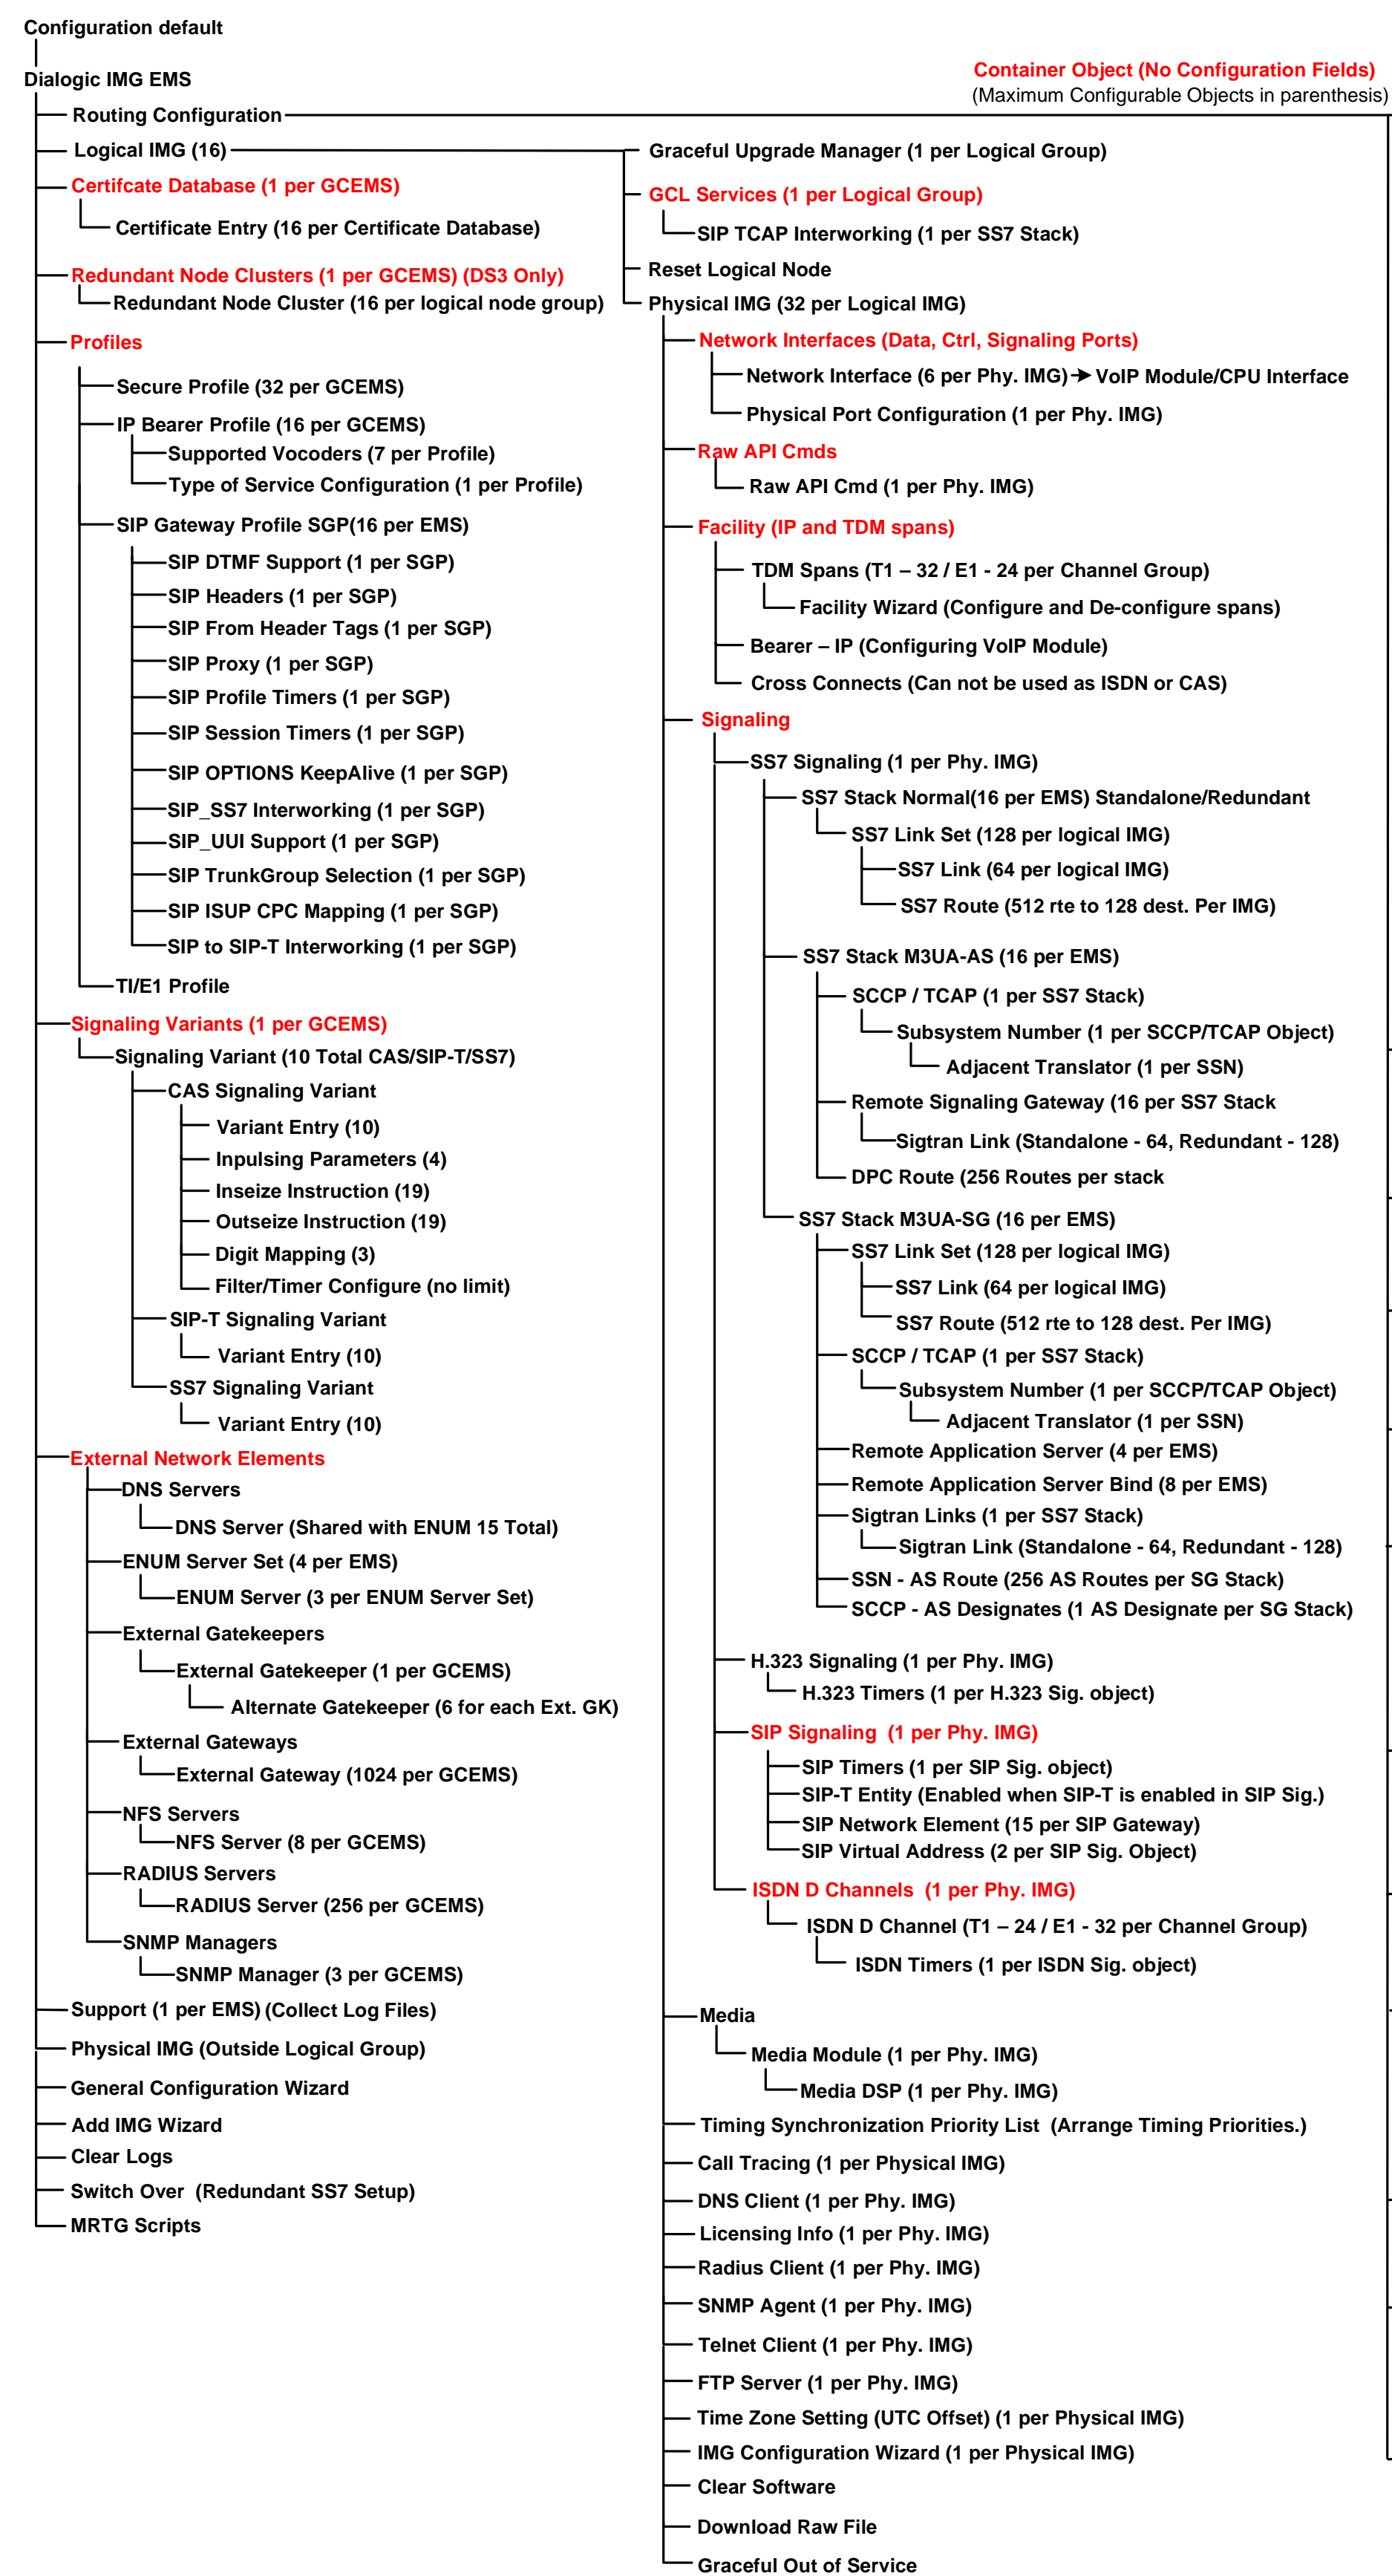 Configuration default
Dialogic IMG EMS
Container Object (No Configuration Fields)
(Maximum Configurable Objects in parenthesis)
Routing Configuration
Logical IMG (16)
Certifcate Database (1 per GCEMS)
Certificate Entry (16 per Certificate Database)
Redundant Node Clusters (1 per GCEMS) (DS3 Only)
Redundant Node Cluster (16 per logical node group)
Profiles
Secure Profile (32 per GCEMS)
IP Bearer Profile (16 per GCEMS)
Supported Vocoders (7 per Profile)
Type of Service Configuration (1 per Profile)
SIP Gateway Profile SGP(16 per EMS)
SIP DTMF Support (1 per SGP)
SIP Headers (1 per SGP)
SIP From Header Tags (1 per SGP)
SIP Proxy (1 per SGP)
SIP Profile Timers (1 per SGP)
SIP Session Timers (1 per SGP)
SIP OPTIONS KeepAlive (1 per SGP)
SIP_SS7 Interworking (1 per SGP)
SIP_UUI Support (1 per SGP)
SIP TrunkGroup Selection (1 per SGP)
SIP ISUP CPC Mapping (1 per SGP)
SIP to SIP-T Interworking (1 per SGP)
TI/E1 Profile
Signaling Variants (1 per GCEMS)
Signaling Variant (10 Total CAS/SIP-T/SS7)
CAS Signaling Variant
Variant Entry (10)
Inpulsing Parameters (4)
Inseize Instruction (19)
Outseize Instruction (19)
Digit Mapping (3)
Filter/Timer Configure (no limit)
SIP-T Signaling Variant
Variant Entry (10)
SS7 Signaling Variant
Variant Entry (10)
External Network Elements
DNS Servers
DNS Server (Shared with ENUM 15 Total)
ENUM Server Set (4 per EMS)
ENUM Server (3 per ENUM Server Set)
External Gatekeepers
External Gatekeeper (1 per GCEMS)
Alternate Gatekeeper (6 for each Ext. GK)
External Gateways
External Gateway (1024 per GCEMS)
NFS Servers
NFS Server (8 per GCEMS)
RADIUS Servers
RADIUS Server (256 per GCEMS)
SNMP Managers
SNMP Manager (3 per GCEMS)
Support (1 per EMS) (Collect Log Files)
Physical IMG (Outside Logical Group)
General Configuration Wizard
Add IMG Wizard
Clear Logs
Switch Over (Redundant SS7 Setup)
MRTG Scripts
Graceful Upgrade Manager (1 per Logical Group)
GCL Services (1 per Logical Group)
SIP TCAP Interworking (1 per SS7 Stack)
Reset Logical Node
Physical IMG (32 per Logical IMG)
Network Interfaces (Data, Ctrl, Signaling Ports)
Network Interface (6 per Phy. IMG) VoIP Module/CPU Interface
Physical Port Configuration (1 per Phy. IMG)
Raw API Cmds
Raw API Cmd (1 per Phy. IMG)
Facility (IP and TDM spans)
TDM Spans (T1 – 32 / E1 - 24 per Channel Group)
Facility Wizard (Configure and De-configure spans)
Bearer – IP (Configuring VoIP Module)
Cross Connects (Can not be used as ISDN or CAS)
Signaling
SS7 Signaling (1 per Phy. IMG)
SS7 Stack Normal(16 per EMS) Standalone/Redundant
SS7 Link Set (128 per logical IMG)
SS7 Link (64 per logical IMG)
SS7 Route (512 rte to 128 dest. Per IMG)
SS7 Stack M3UA-AS (16 per EMS)
SCCP / TCAP (1 per SS7 Stack)
Subsystem Number (1 per SCCP/TCAP Object)
Adjacent Translator (1 per SSN)
Remote Signaling Gateway (16 per SS7 Stack
Sigtran Link (Standalone - 64, Redundant - 128)
DPC Route (256 Routes per stack
SS7 Stack M3UA-SG (16 per EMS)
SS7 Link Set (128 per logical IMG)
SS7 Link (64 per logical IMG)
SS7 Route (512 rte to 128 dest. Per IMG)
SCCP / TCAP (1 per SS7 Stack)
Subsystem Number (1 per SCCP/TCAP Object)
Adjacent Translator (1 per SSN)
Remote Application Server (4 per EMS)
Remote Application Server Bind (8 per EMS)
Sigtran Links (1 per SS7 Stack)
Sigtran Link (Standalone - 64, Redundant - 128)
SSN - AS Route (256 AS Routes per SG Stack)
SCCP - AS Designates (1 AS Designate per SG Stack)
H.323 Signaling (1 per Phy. IMG)
H.323 Timers (1 per H.323 Sig. object)
SIP Signaling (1 per Phy. IMG)
SIP Timers (1 per SIP Sig. object)
SIP-T Entity (Enabled when SIP-T is enabled in SIP Sig.)
SIP Network Element (15 per SIP Gateway)
SIP Virtual Address (2 per SIP Sig. Object)
ISDN D Channels (1 per Phy. IMG)
ISDN D Channel (T1 – 24 / E1 - 32 per Channel Group)
ISDN Timers (1 per ISDN Sig. object)
Media
Media Module (1 per Phy. IMG)
Media DSP (1 per Phy. IMG)
Timing Synchronization Priority List (Arrange Timing Priorities.)
Call Tracing (1 per Physical IMG)
DNS Client (1 per Phy. IMG)
Licensing Info (1 per Phy. IMG)
Radius Client (1 per Phy. IMG)
SNMP Agent (1 per Phy. IMG)
Telnet Client (1 per Phy. IMG)
FTP Server (1 per Phy. IMG)
Time Zone Setting (UTC Offset) (1 per Physical IMG)
IMG Configuration Wizard (1 per Physical IMG)
Clear Software
Download Raw File
Graceful Out of Service